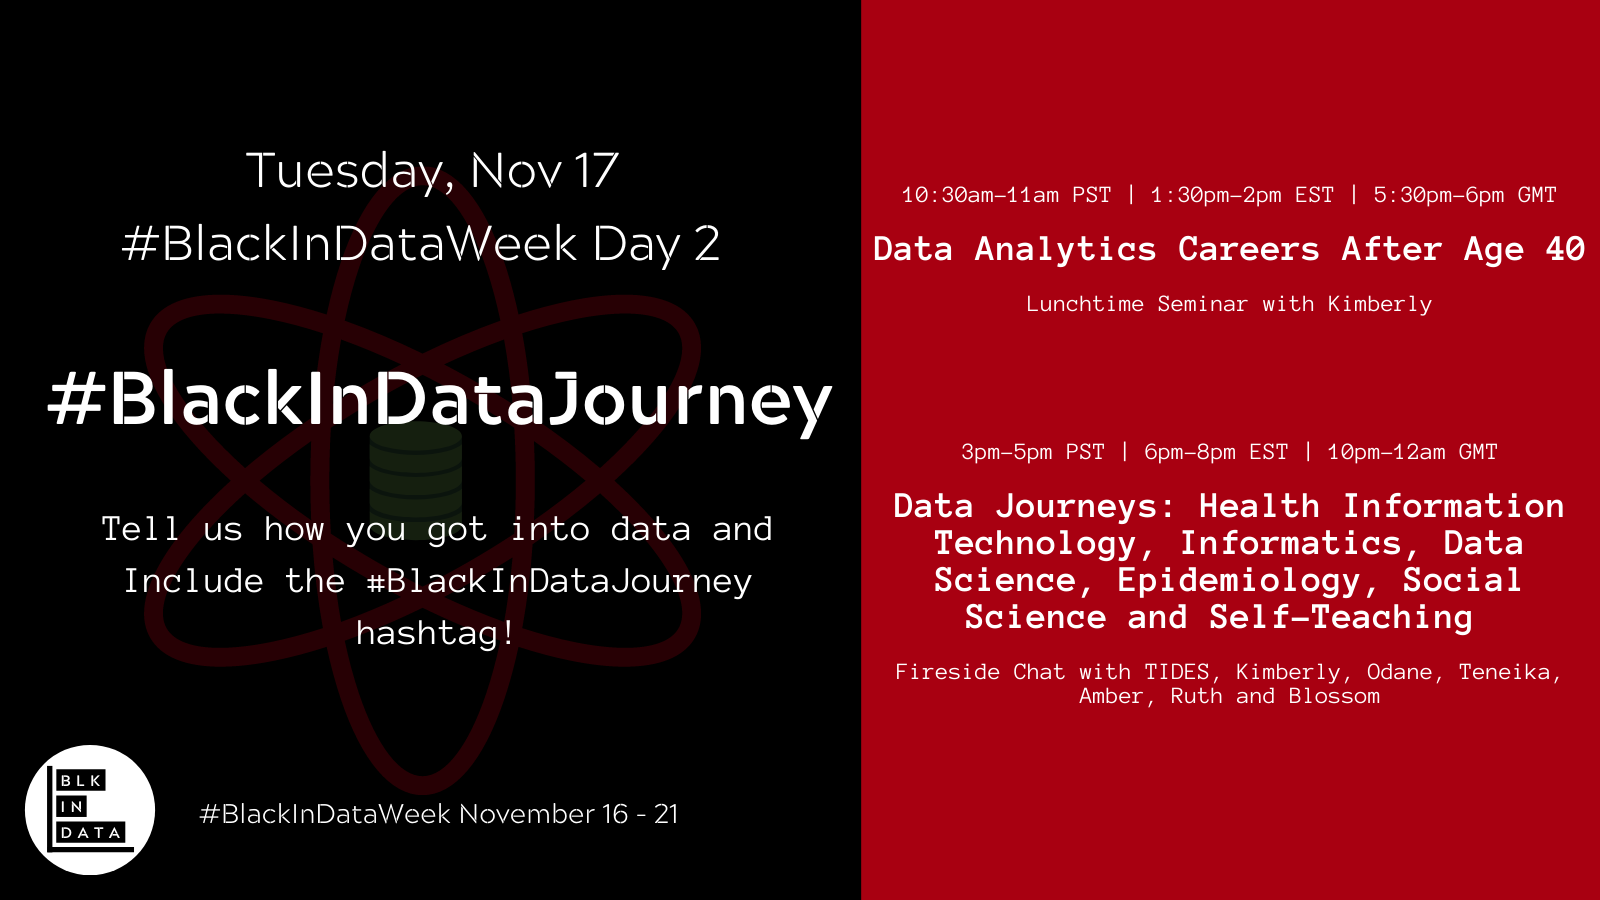 Tuesday, Nov 17
#BlackInDataWeek Day 2
#BlackInDataJourney
Tell us how you got into data and
Include the #BlackInDataJourney
hashtag!
BLK
IN
DATA
#BlackInDataWeek November 16 - 21
10:30am-11am PST | 1:30pm-2pm EST | 5:30pm-6pm GMT
Data Analytics Careers After Age 40
Lunchtime Seminar with Kimberly
3pm-5pm PST | 6pm-8pm EST | 10pm-12am GMT
Data Journeys: Health Information
Technology, Informatics, Data
Science, Epidemiology, Social
Science and Self-Teaching
Fireside Chat with TIDES, Kimberly, Odane, Teneika,
Amber, Ruth and Blossom